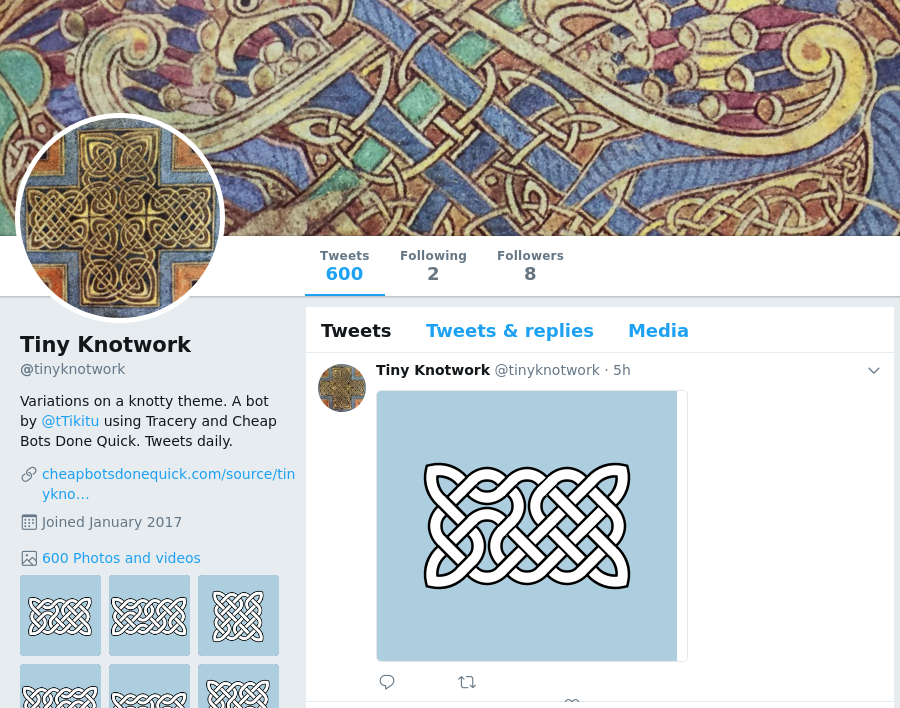 Tweets
600
Following
2
Followers
8
Tiny Knotwork
@tinyknotwork
Variations on a knotty theme. A bot
by @tTikitu using Tracery and Cheap
Bots Done Quick. Tweets daily.
cheapbotsdonequick.com/source/tin
ykno…
Joined January 2017
600 Photos and videos
Tweets
Tweets & replies
Media
Tiny Knotwork @tinyknotwork · 5h